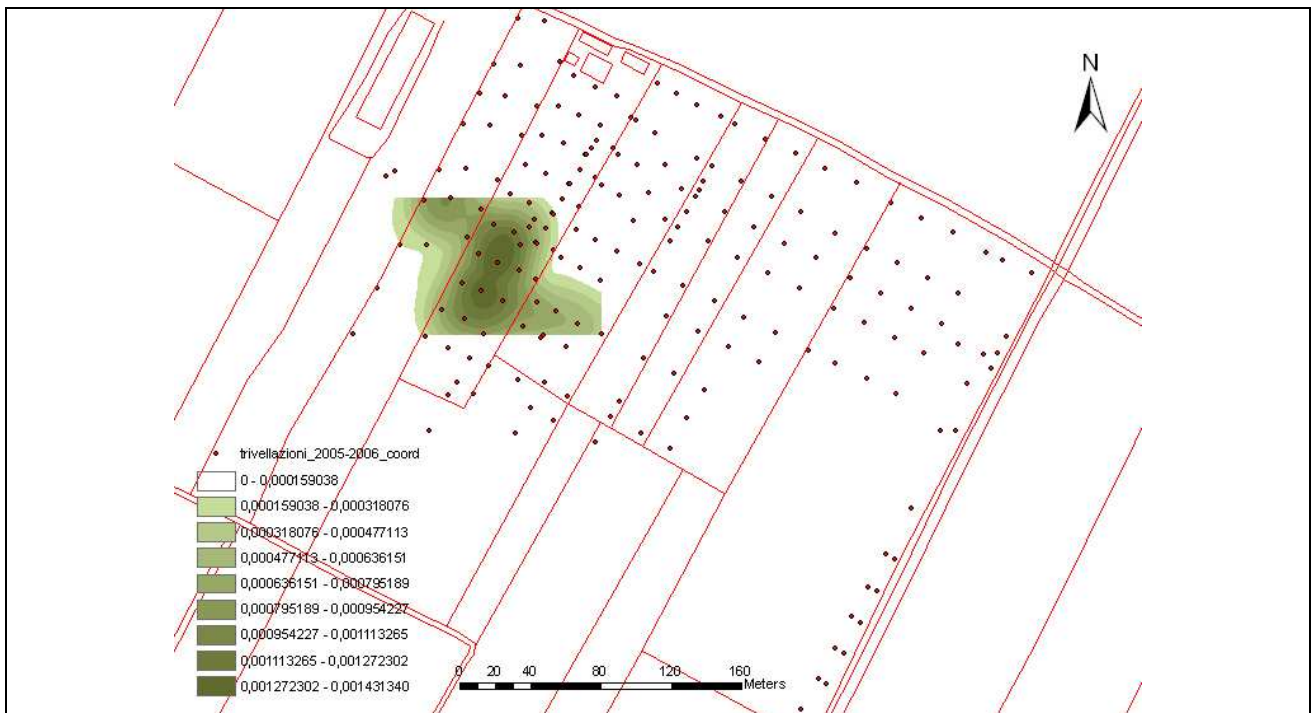 N
trivellazioni_2005-2006_coord
0 - 0,000159038
0,000159038 - 0,000318076
0,000318076 - 0,000477113
0,000477113 - 0,000636151
0,000636151 - 0,000795189
0,000795189 - 0,000954227
0,000954227 - 0,001113265
0,001113265 - 0,001272302
0,001272302 - 0,001431340
0 20 40 80 120 160
Meters